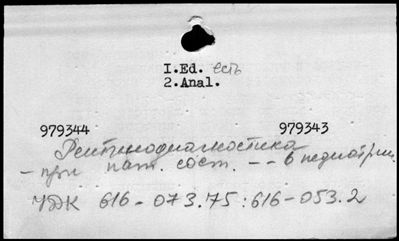 I.Ed. есть
2.Anal.
979344 979343
Рентгенодиагностика
- при пат. сост. -- в педиатрии.
УДК 616-073.75:616-053.2